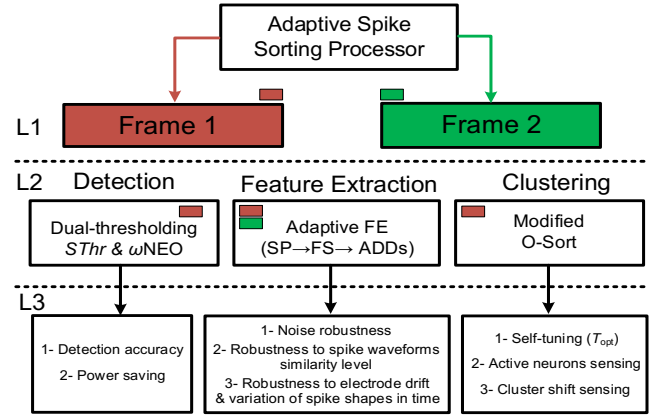 Adaptive Spike
Sorting Processor
L1
Frame 1
Frame 2
L2
Detection
Feature Extraction
Clustering
Dual-thresholding
SThr & ωNEO
Adaptive FE
(SP→FS→ ADDs)
Modified
O-Sort
L3
1- Detection accuracy
2- Power saving
1- Noise robustness
2- Robustness to spike waveforms
similarity level
3- Robustness to electrode drift
& variation of spike shapes in time
1- Self-tuning (Topt)
2- Active neurons sensing
3- Cluster shift sensing